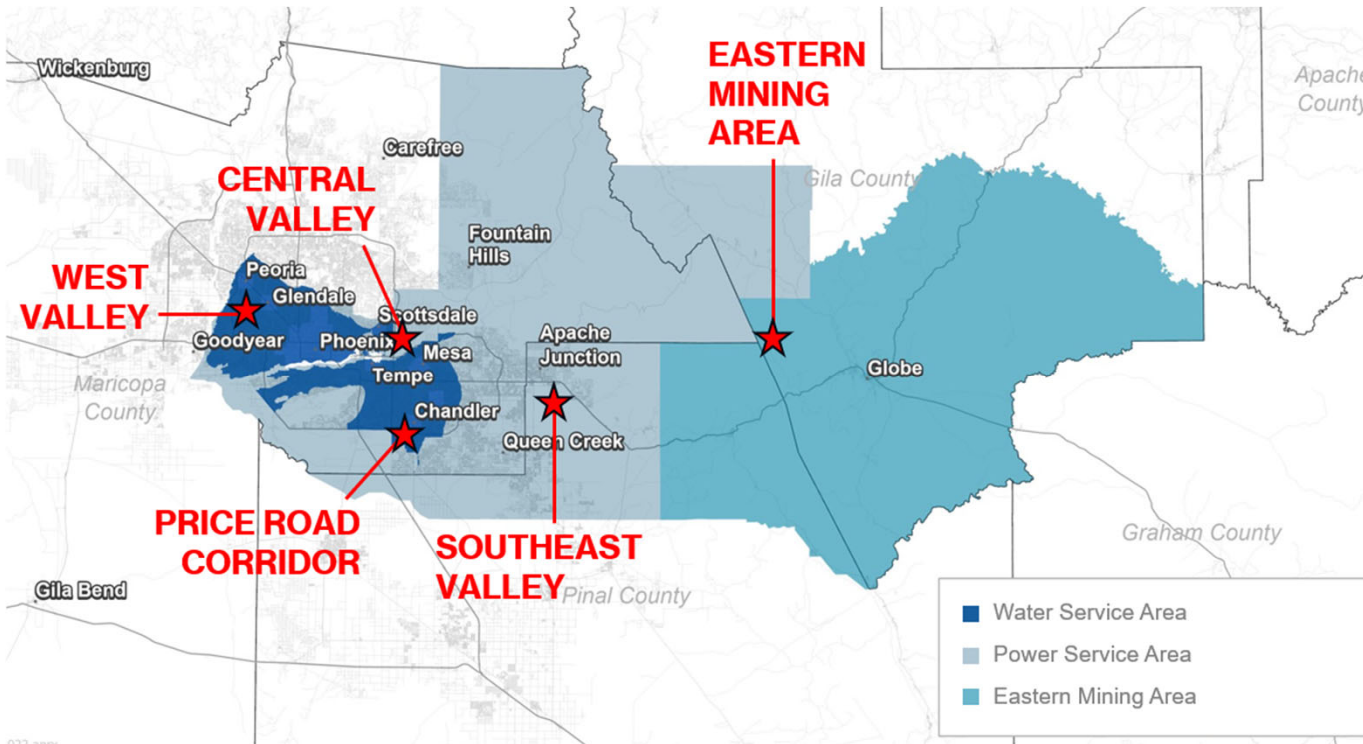 EASTERN
MINING
AREA
Wickenburg
Apache
County
Carefree
CENTRAL
VALLEY
Gila County
Fountain
Hills
WEST
VALLEY
Peoria
Glendale
Scottsdale
Goodyear
Phoenix
Mesa
Apache
Junction
Tempe
Globe
Maricopa
County
Chandler
Queen Creek
PRICE ROAD
CORRIDOR
SOUTHEAST
VALLEY
Graham County
Gila Bend
Pinal County
Water Service Area
Power Service Area
Eastern Mining Area